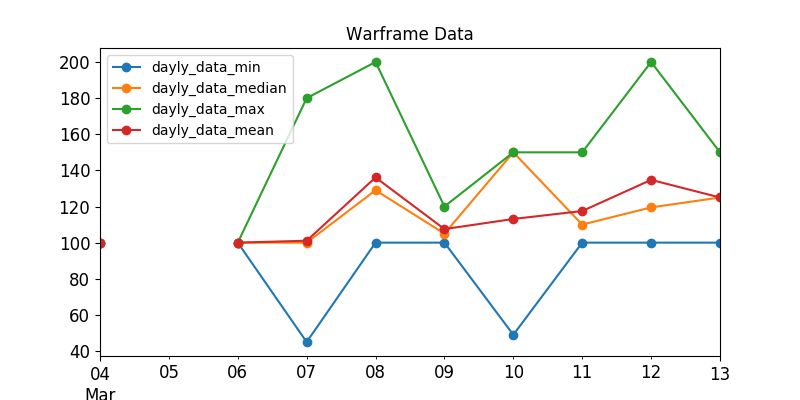 Warframe Data
dayly_data_min
dayly_data_median
dayly_data_max
dayly_data_mean
200
180
160
140
120
100
80
60
40
04 05 06 07 08 09 10 11 12 13
Mar